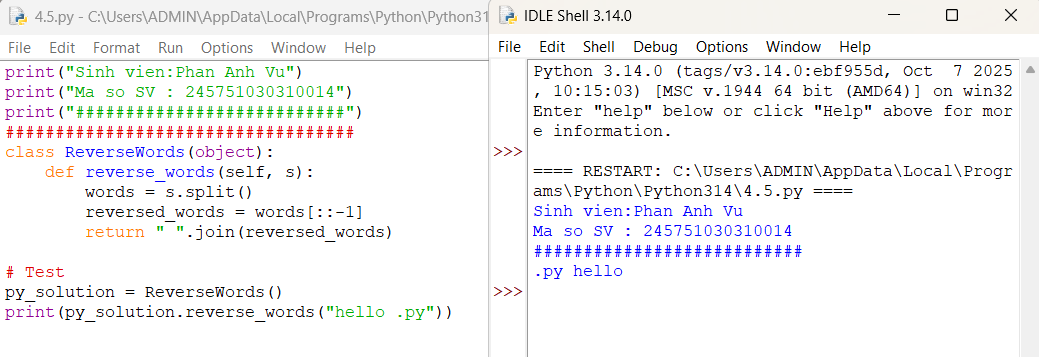 4.5.py - C:\Users\ADMIN\AppData\Local\Programs\Python\Python314
File Edit Format Run Options Window Help
print("Sinh vien:Phan Anh Vu")
print("Ma so SV : 245751030310014")
print("###########################")
###################################
class ReverseWords(object):
    def reverse_words(self, s):
        words = s.split()
        reversed_words = words[::-1]
        return " ".join(reversed_words)
# Test
py_solution = ReverseWords()
print(py_solution.reverse_words("hello .py"))
IDLE Shell 3.14.0
File Edit Shell Debug Options Window Help
Python 3.14.0 (tags/v3.14.0:ebf955d, Oct  7 2025
, 10:15:03) [MSC v.1944 64 bit (AMD64)] on win32
Enter "help" below or click "Help" above for mor
e information.
>>>
==== RESTART: C:\Users\ADMIN\AppData\Local\Progr
ams\Python\Python314\4.5.py ====
Sinh vien:Phan Anh Vu
Ma so SV : 245751030310014
###########################
.py hello
>>>